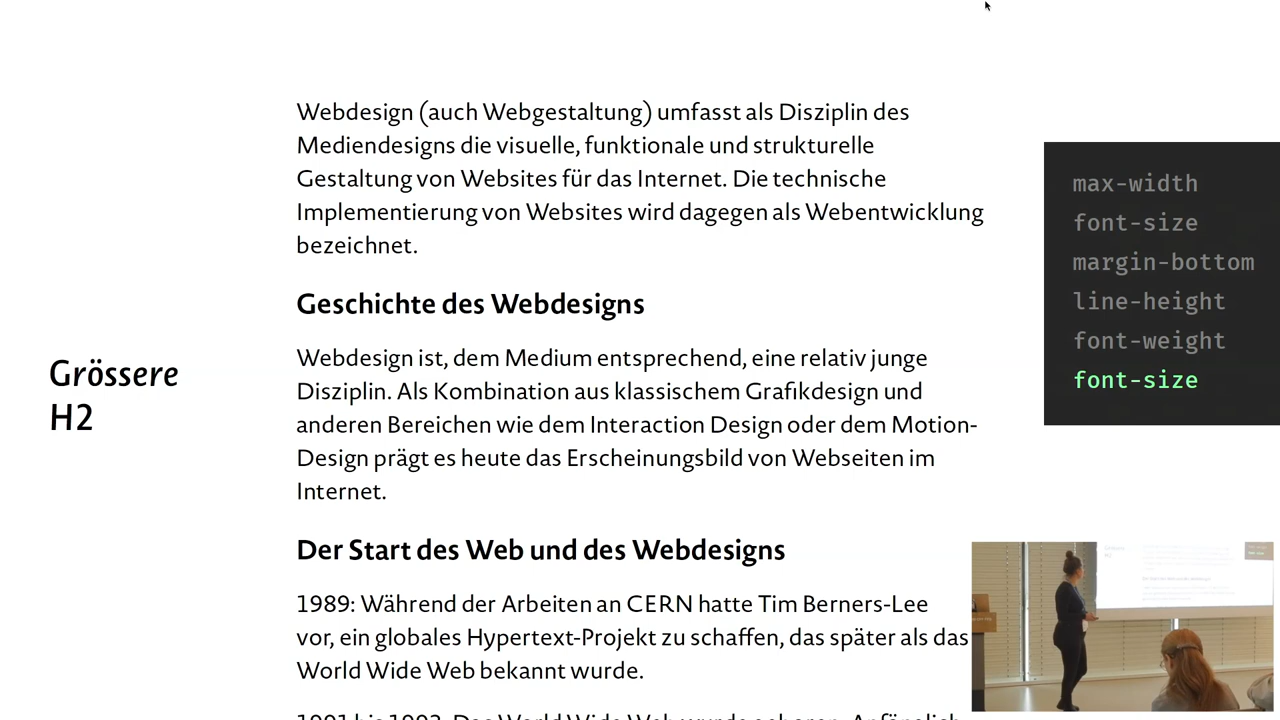 Webdesign (auch Webgestaltung) umfasst als Disziplin des
Mediendesigns die visuelle, funktionale und strukturelle
Gestaltung von Websites für das Internet. Die technische
Implementierung von Websites wird dagegen als Webentwicklung
bezeichnet.
Geschichte des Webdesigns
Webdesign ist, dem Medium entsprechend, eine relativ junge
Disziplin. Als Kombination aus klassischem Grafikdesign und
anderen Bereichen wie dem Interaction Design oder dem Motion-
Design prägt es heute das Erscheinungsbild von Webseiten im
Internet.
Der Start des Web und des Webdesigns
1989: Während der Arbeiten an CERN hatte Tim Berners-Lee
vor, ein globales Hypertext-Projekt zu schaffen, das später als das
World Wide Web bekannt wurde.
Grössere
H2
max-width
font-size
margin-bottom
line-height
font-weight
font-size